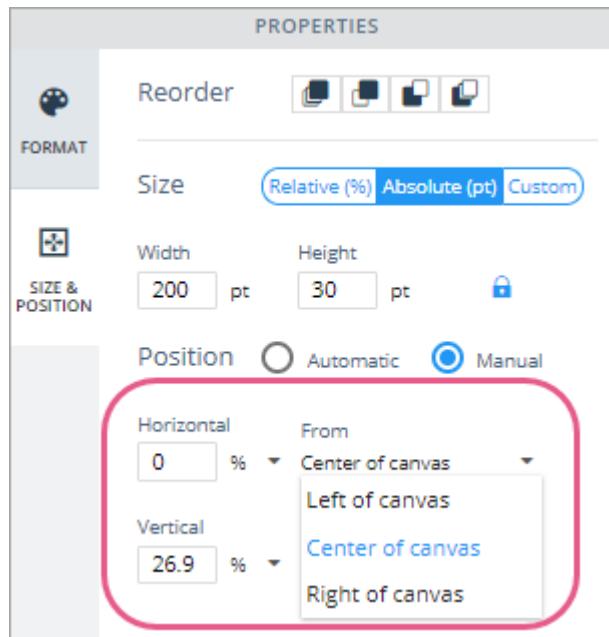 PROPERTIES
FORMAT
SIZE &
POSITION
Reorder
Size Relative (%) Absolute (pt) Custom
Width Height
200 pt 30 pt
Position Automatic Manual
Horizontal From
0 % Center of canvas
Left of canvas
Vertical
Center of canvas
26.9 %
Right of canvas